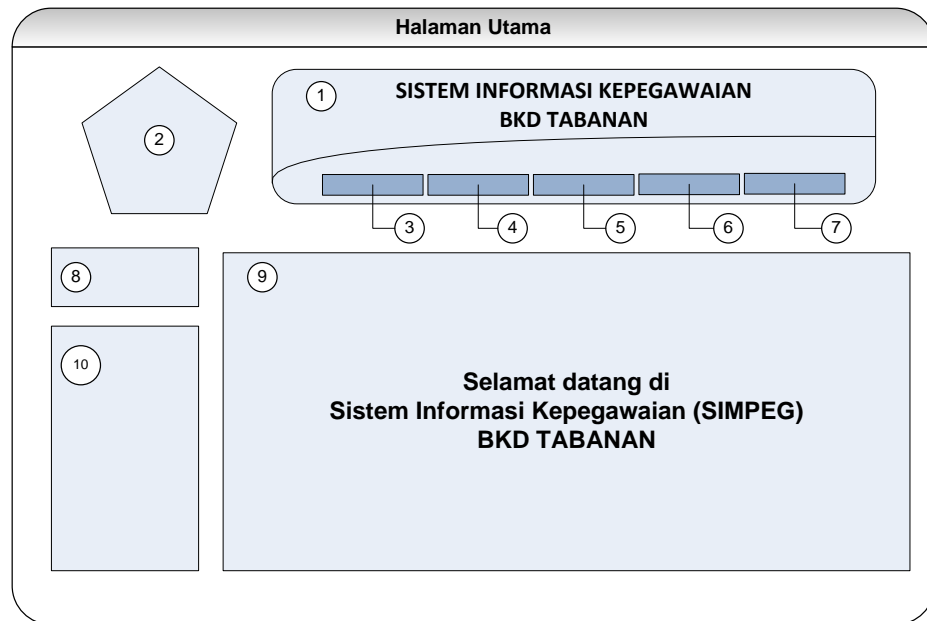 Halaman Utama
1
SISTEM INFORMASI KEPEGAWAIAN
BKD TABANAN
2
3
4
5
6
7
8
9
10
Selamat datang di
Sistem Informasi Kepegawaian (SIMPEG)
BKD TABANAN